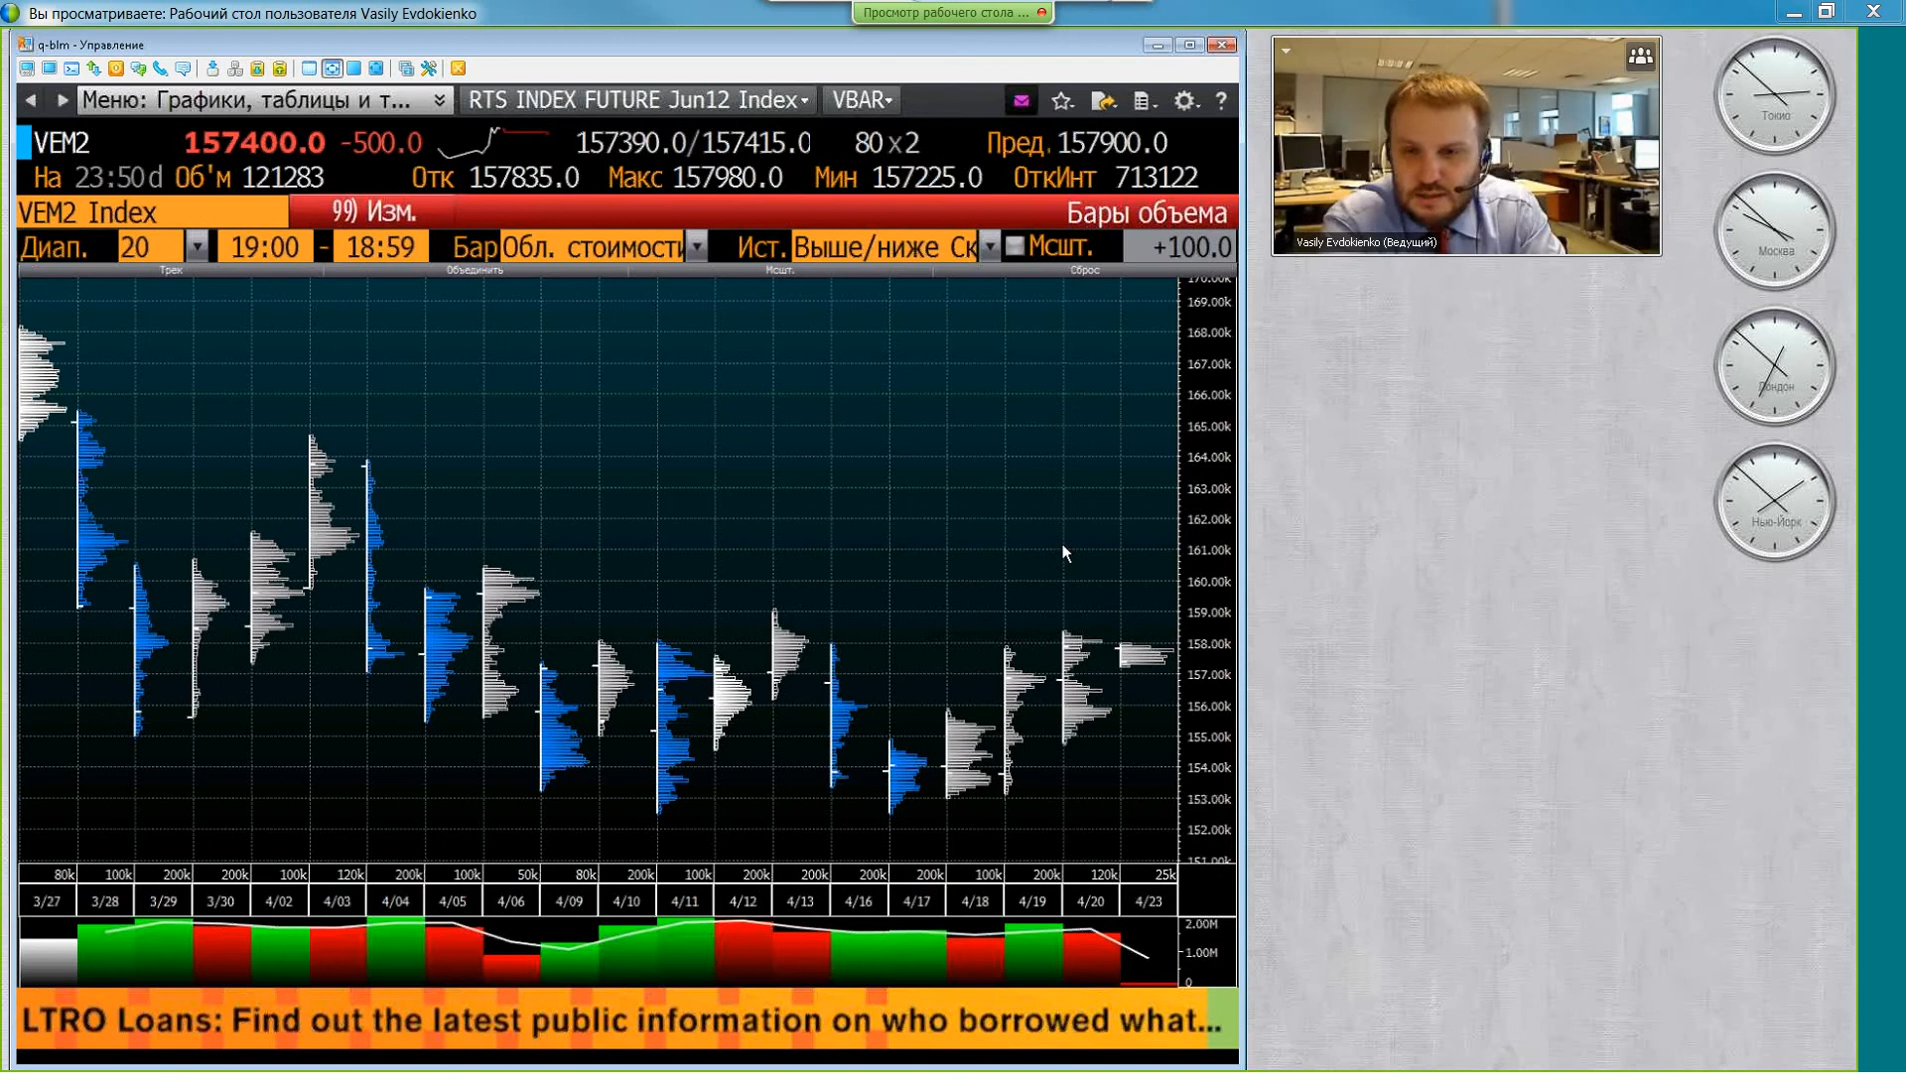 Вы просматриваете: Рабочий стол пользователя Vasily Evdokienko
Просмотр рабочего стола ...
q-blm - Управление
Меню: Графики, таблицы и т... RTS INDEX FUTURE Jun12 Index VBAR
VEM2 157400.0 -500.0 157390.0/157415.0 80x2 Пред. 157900.0
На 23:50d Об'м 121283 Отк 157835.0 Макс 157980.0 Мин 157225.0 ОткИнт 713122
VEM2 Index 99) Изм. Бары объема
Диап. 20 19:00 - 18:59 Бар Обл. стоимости Ист. Выше/ниже Ск Мсшт. +100.0
Трек Объединить Мсшт. Сброс
170.00k
169.00k
168.00k
167.00k
166.00k
165.00k
164.00k
163.00k
162.00k
161.00k
160.00k
159.00k
158.00k
157.00k
156.00k
155.00k
154.00k
153.00k
152.00k
151.00k
80k 100k 200k 200k 100k 120k 200k 100k 50k 80k 200k 100k 200k 200k 200k 200k 100k 200k 120k 25k
3/27 3/28 3/29 3/30 4/02 4/03 4/04 4/05 4/06 4/09 4/10 4/11 4/12 4/13 4/16 4/17 4/18 4/19 4/20 4/23
2.00M
1.00M
0
LTRO Loans: Find out the latest public information on who borrowed what...
Vasily Evdokienko (Ведущий)
Токио
Москва
Лондон
Нью-Йорк